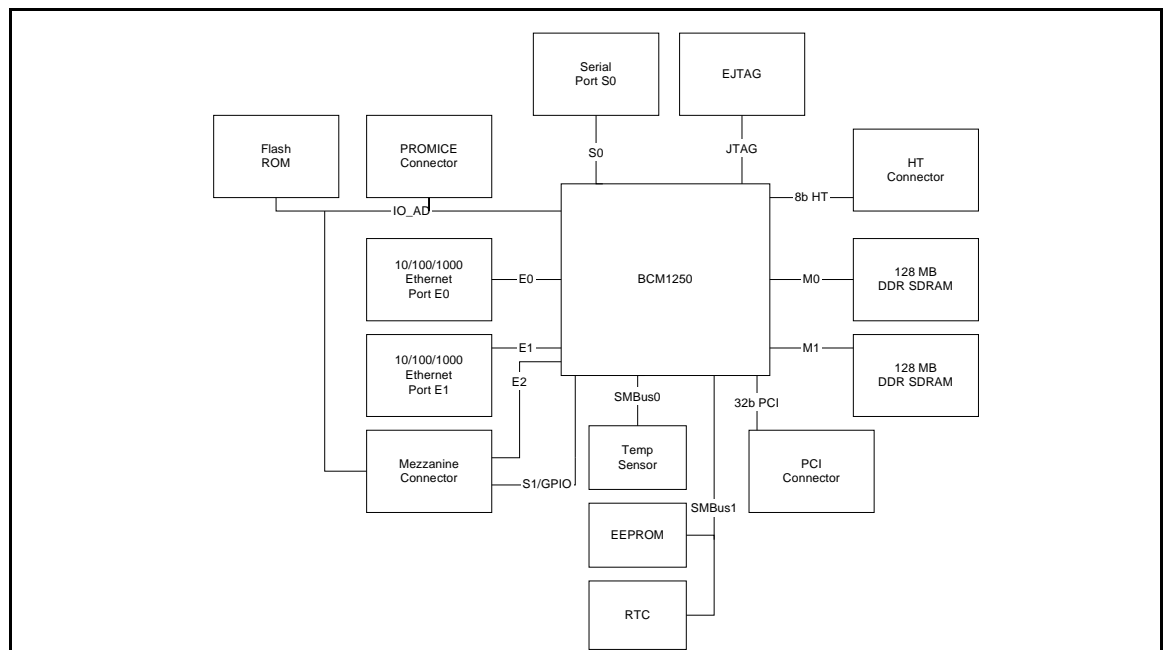 Serial
Port S0
EJTAG
Flash
ROM
PROMICE
Connector
S0
JTAG
HT
Connector
8b HT
IO_AD
10/100/1000
Ethernet
Port E0
E0
BCM1250
M0
128 MB
DDR SDRAM
10/100/1000
Ethernet
Port E1
E1
E2
M1
128 MB
DDR SDRAM
SMBus0
32b PCI
Mezzanine
Connector
S1/GPIO
Temp
Sensor
PCI
Connector
SMBus1
EEPROM
RTC